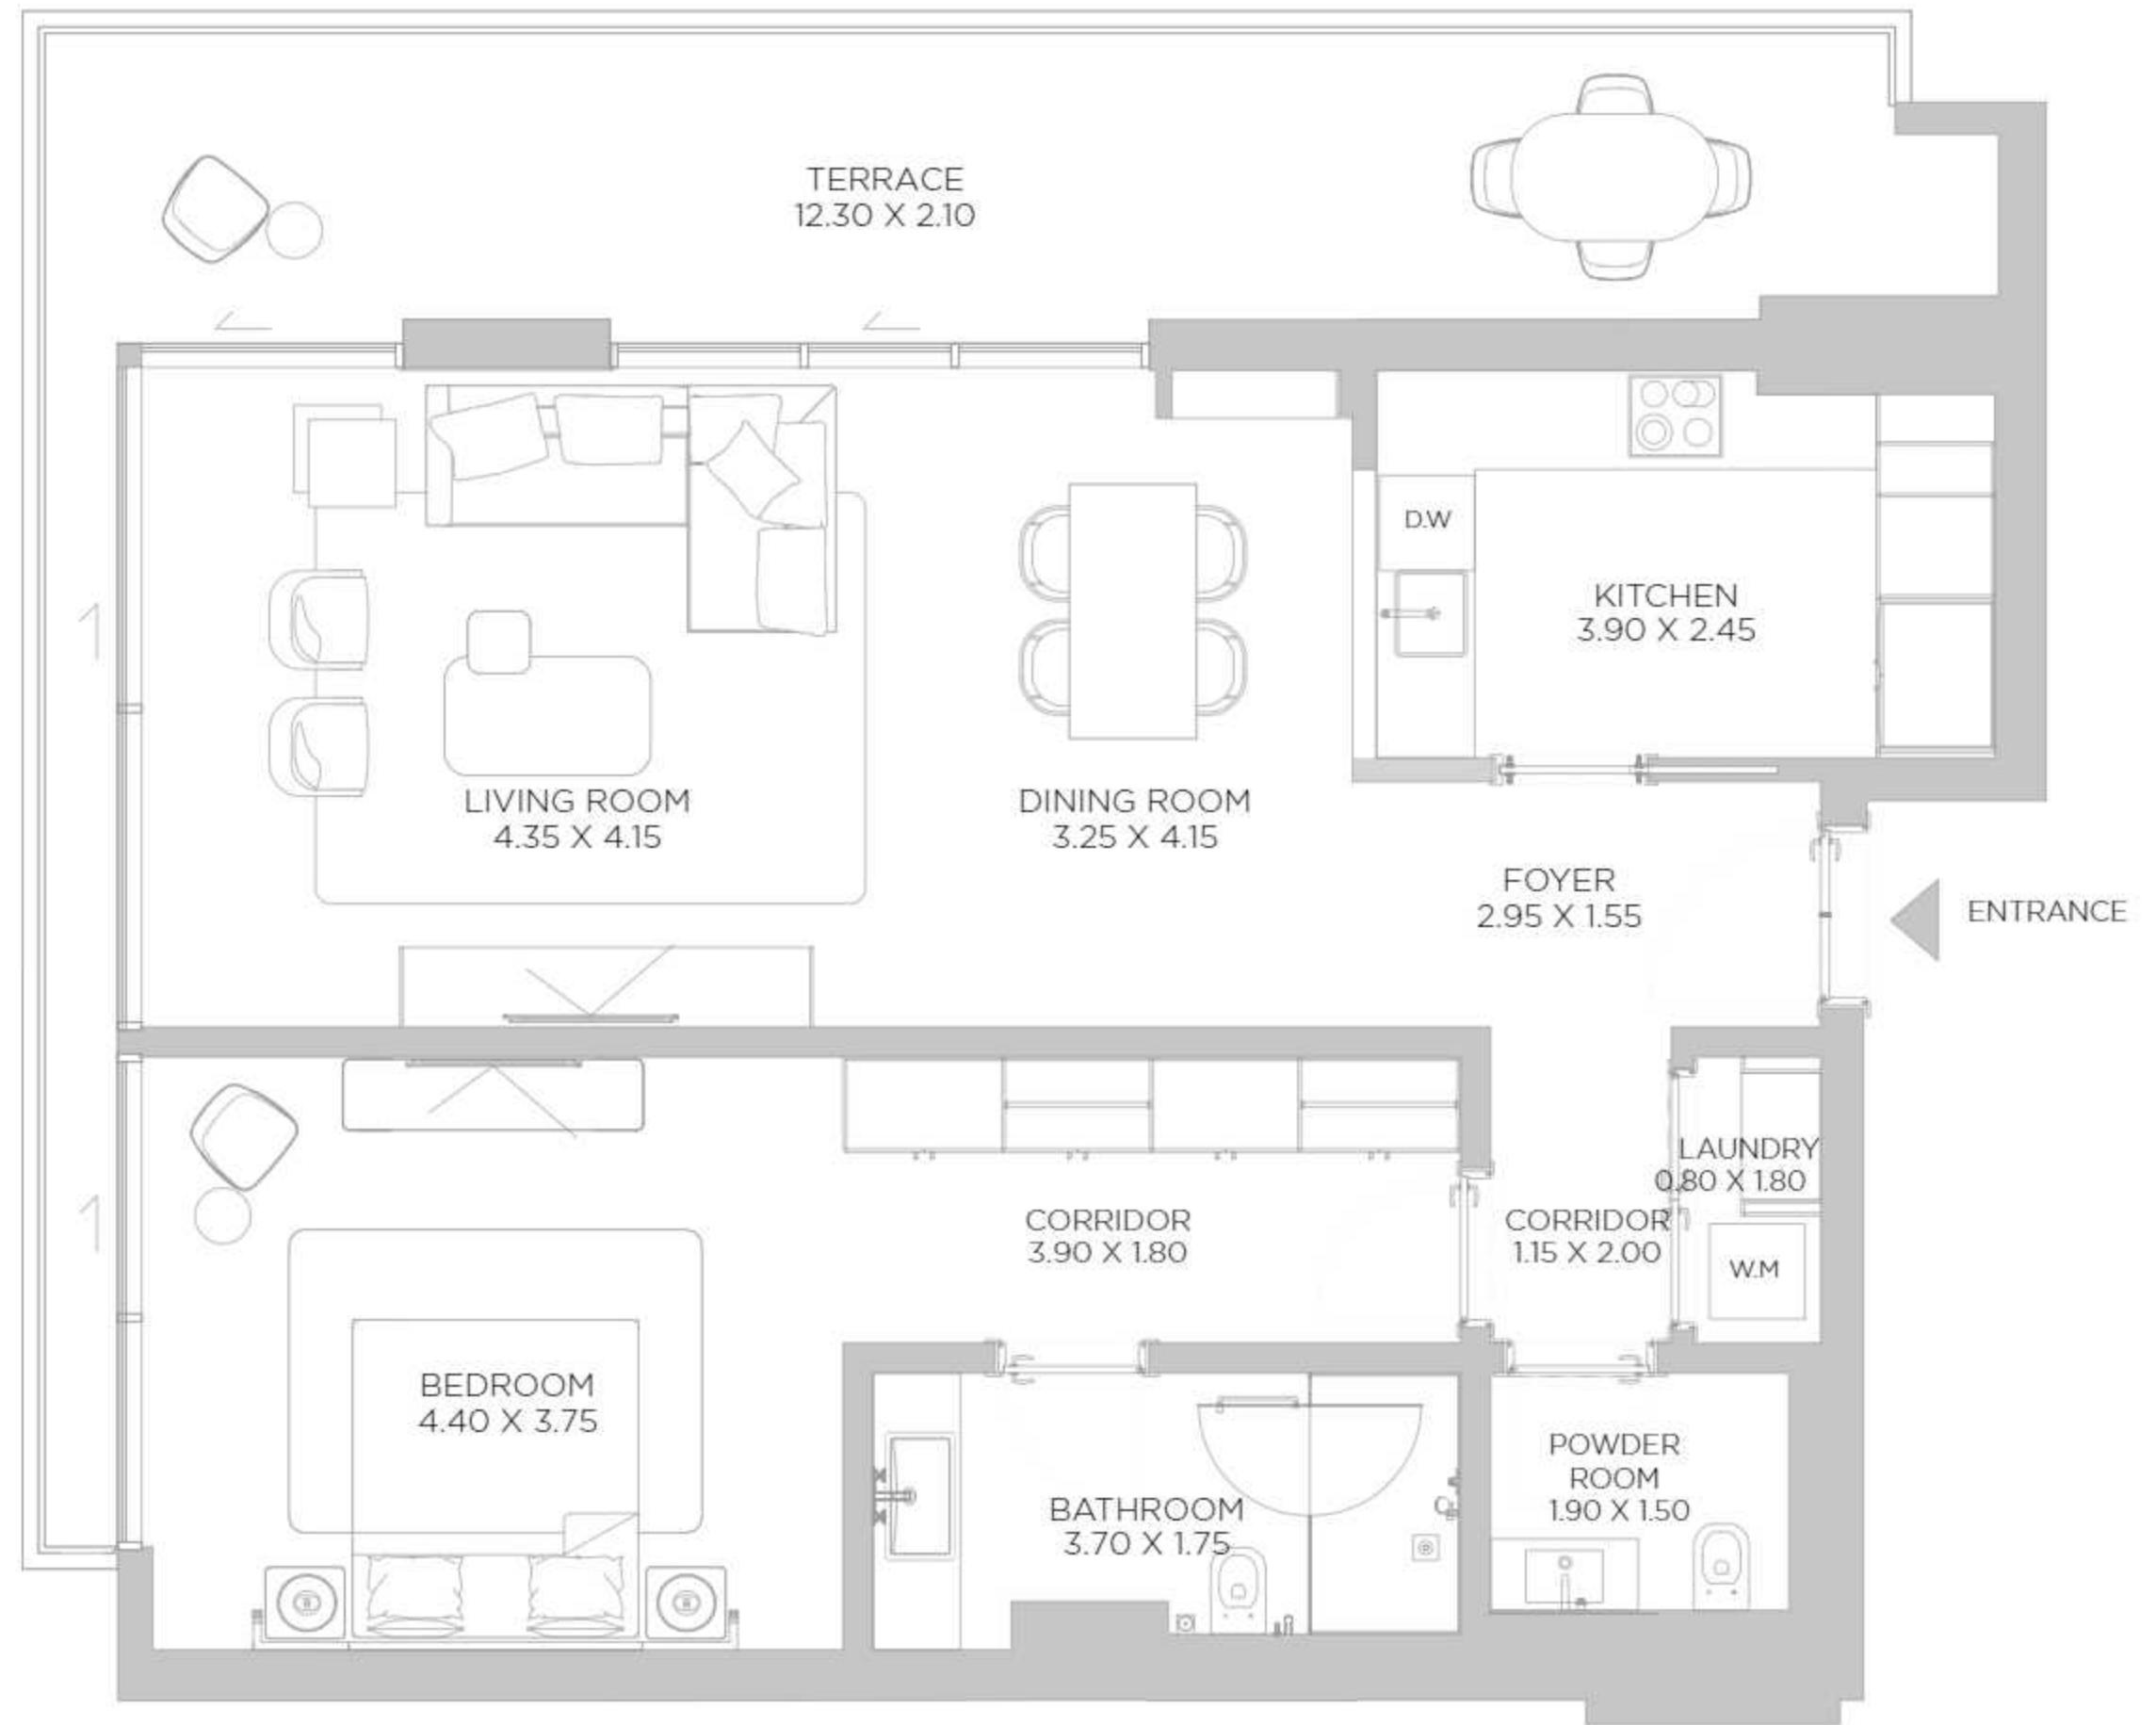 TERRACE
12.30 X 2.10
D.W
KITCHEN
3.90 X 2.45
LIVING ROOM
4.35 X 4.15
DINING ROOM
3.25 X 4.15
FOYER
2.95 X 1.55
ENTRANCE
LAUNDRY
0.80 X 1.80
CORRIDOR
3.90 X 1.80
CORRIDOR
1.15 X 2.00
W.M
BEDROOM
4.40 X 3.75
BATHROOM
3.70 X 1.75
POWDER
ROOM
1.90 X 1.50